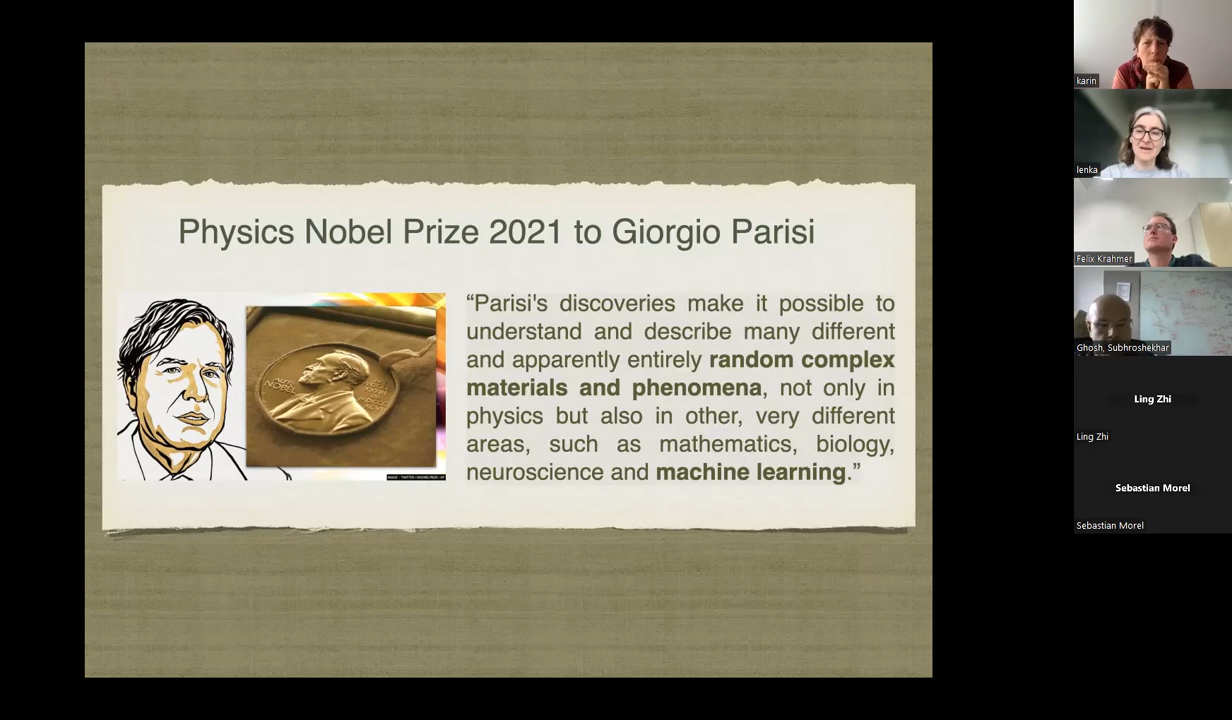 Physics Nobel Prize 2021 to Giorgio Parisi
“Parisi's discoveries make it possible to
understand and describe many different
and apparently entirely random complex
materials and phenomena, not only in
physics but also in other, very different
areas, such as mathematics, biology,
neuroscience and machine learning.”
karin
lenka
Felix Krahmer
Ghosh, Subhroshekhar
Ling Zhi
Ling Zhi
Sebastian Morel
Sebastian Morel